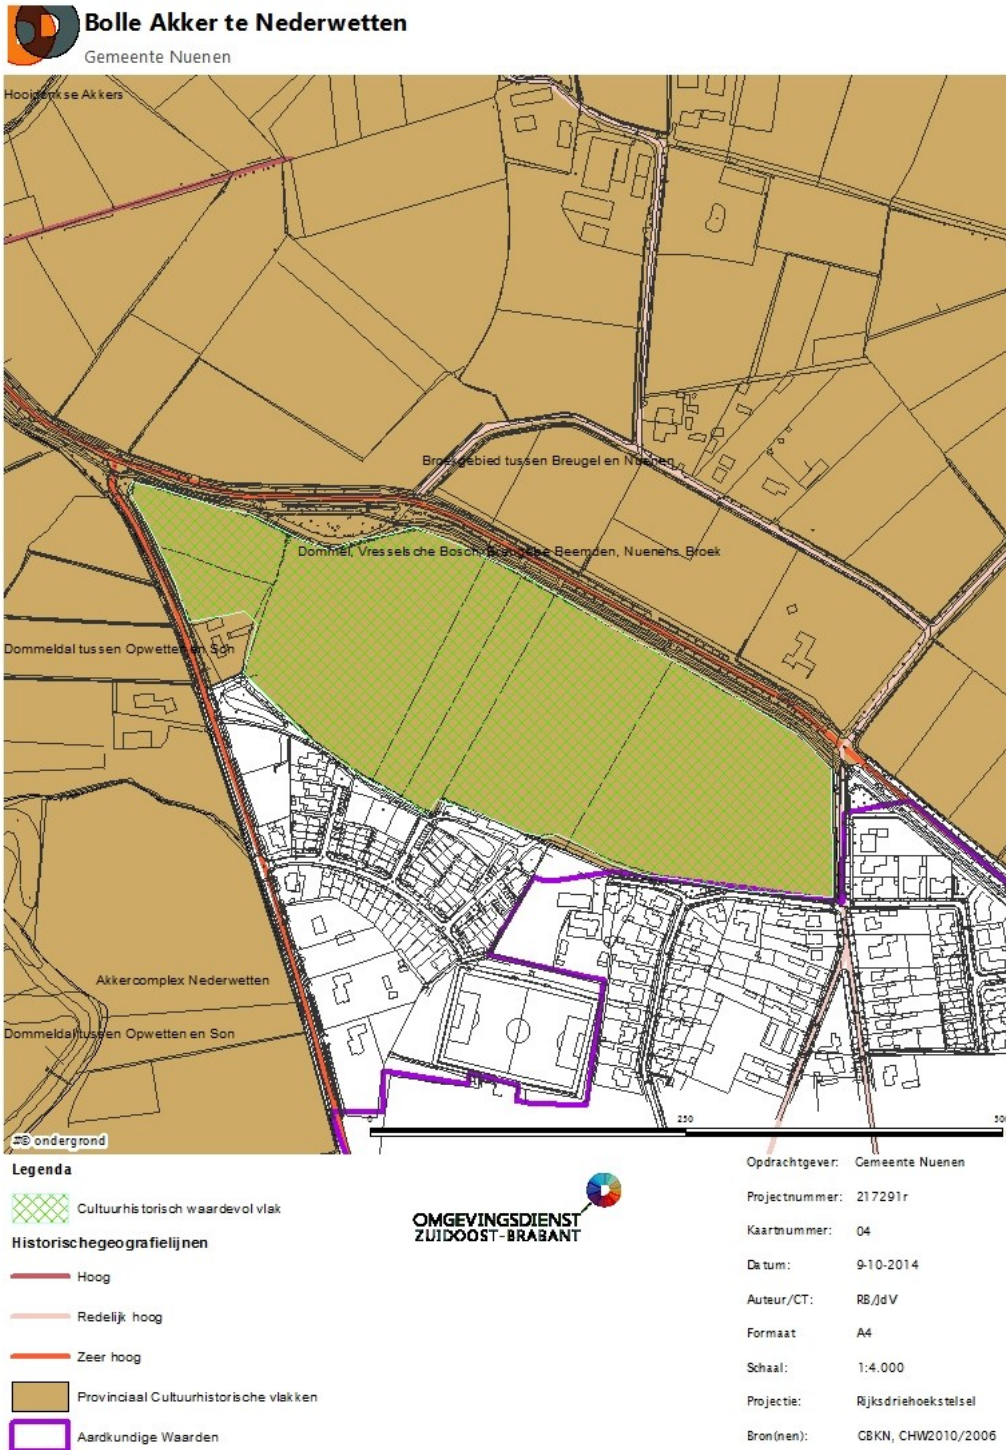 Bolle Akker te Nederwetten
Gemeente Nuenen
Hooidonkse Akkers
Broekgebied tussen Breugel en Nuenen
Dommel, Vresselsche Bosch, Breugelse Beemden, Nuenens Broek
Dommeldal tussen Opwetten en Son
Akkercomplex Nederwetten
Dommeldal tussen Opwetten en Son
0
250
#© ondergrond
Legenda
Cultuurhistorisch waardevol vlak
Historischegeografielijnen
Hoog
Redelijk hoog
Zeer hoog
Provinciaal Cultuurhistorische vlakken
Aardkundige Waarden
OMGEVINGSDIENST
ZUIDOOST-BRABANT
Opdrachtgever: Gemeente Nuenen
Projectnummer: 217291r
Kaartnummer: 04
Datum: 9-10-2014
Auteur/CT: RB/JdV
Formaat A4
Schaal: 1:4.000
Projectie: Rijksdriehoekstelsel
Bron(nen): GBKN, CHW2010/2006